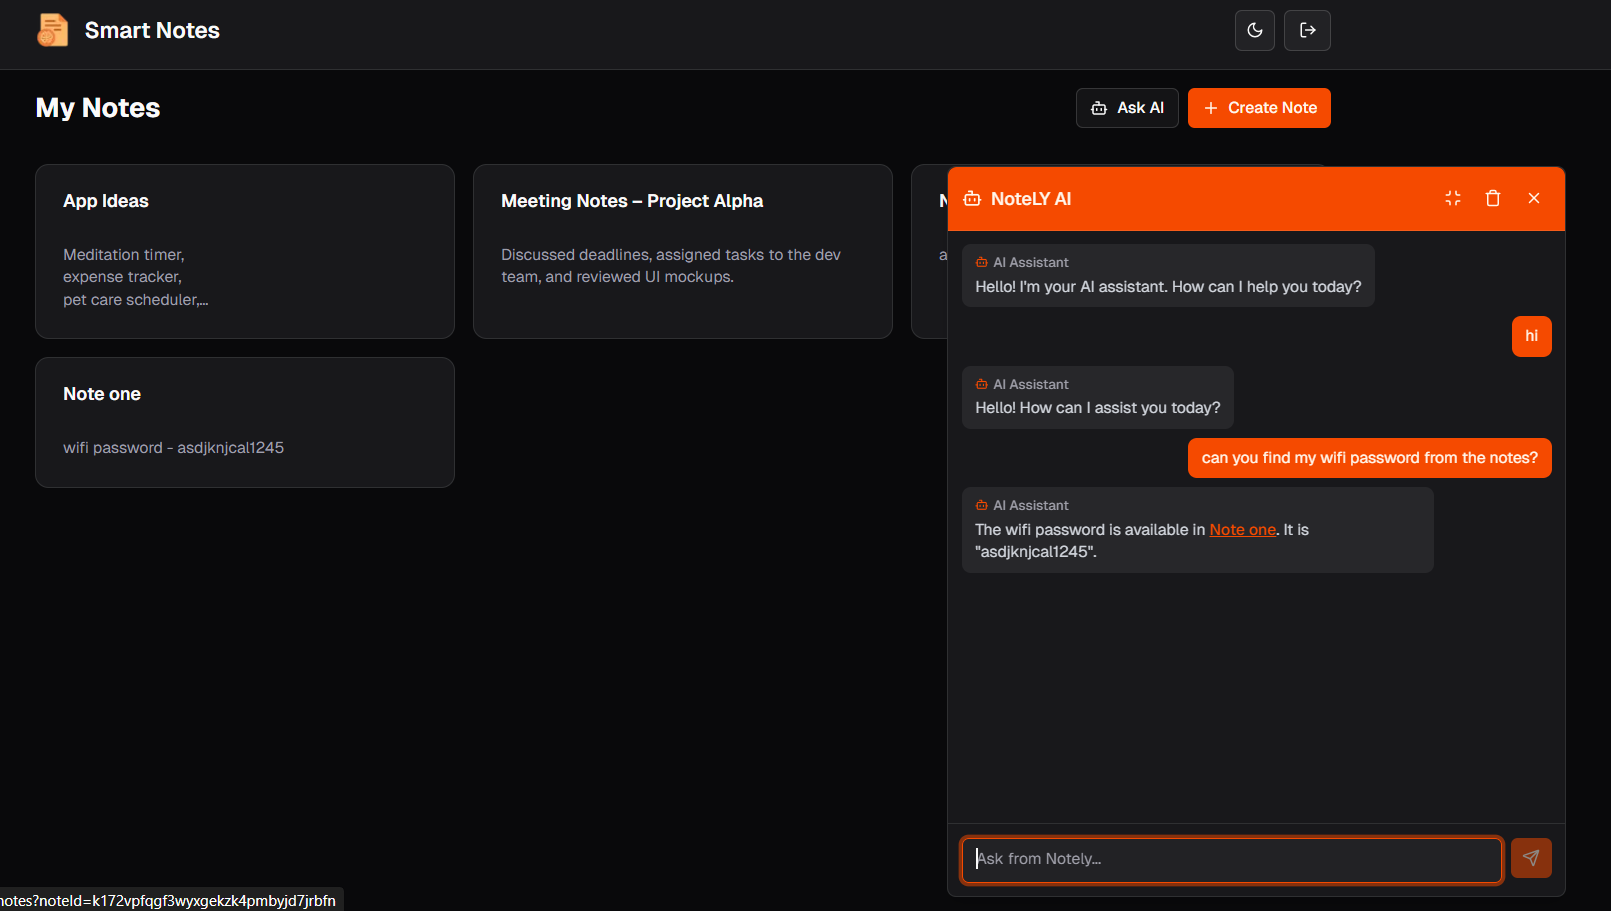 Smart Notes
My Notes
Ask AI
Create Note
App Ideas
Meditation timer,
expense tracker,
pet care scheduler,...
Meeting Notes – Project Alpha
Discussed deadlines, assigned tasks to the dev
team, and reviewed UI mockups.
N
a
Note one
wifi password - asdjknjcal1245
NoteLY AI
AI Assistant
Hello! I'm your AI assistant. How can I help you today?
hi
AI Assistant
Hello! How can I assist you today?
can you find my wifi password from the notes?
AI Assistant
The wifi password is available in Note one. It is
"asdjknjcal1245".
Ask from Notely...
notes?noteId=k172vpfqgf3wyxgekzk4pmbyjd7jrbfn